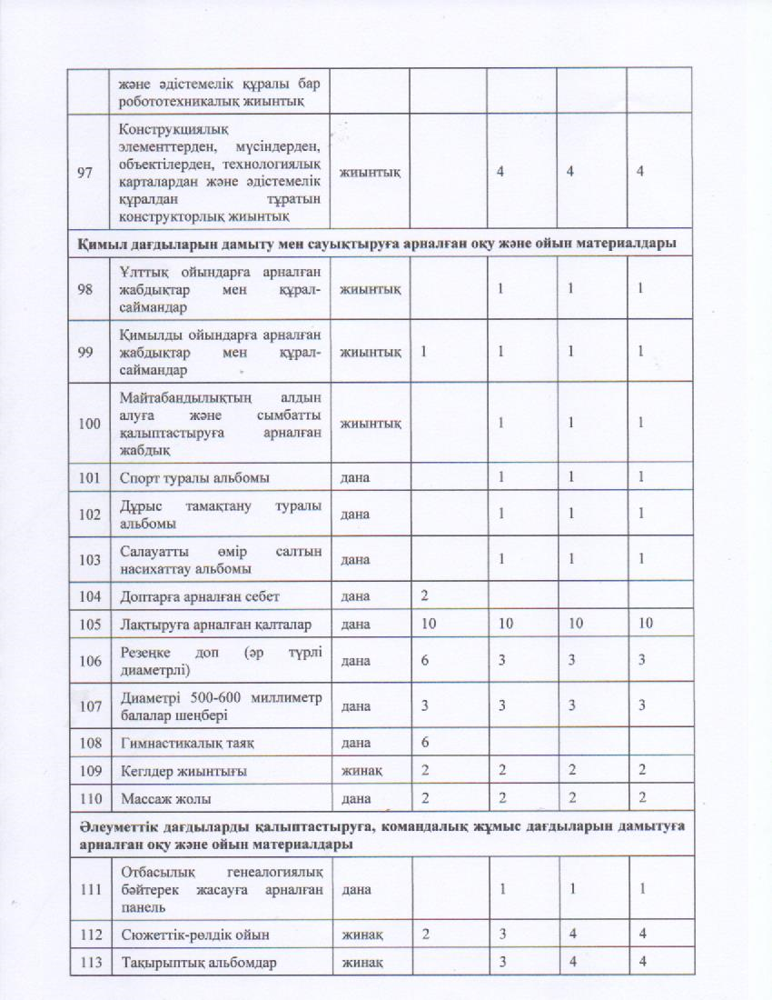 және әдістемелік құралы бар
робототехникалық жиынтық
97 Конструкциялық
элементтерден, мүсіндерден,
объектілерден, технологиялық
карталардан және әдістемелік
құралдан тұратын
конструкторлық жиынтық жиынтық 4 4 4
Қимыл дағдыларын дамыту мен сауықтыруға арналған оқу және ойын материалдары
98 Ұлттық ойындарға арналған
жабдықтар мен құрал-
саймандар жиынтық 1 1 1
99 Қимылды ойындарға арналған
жабдықтар мен құрал-
саймандар жиынтық 1 1 1 1
100 Майтабандылықтың алдын
алуға және сымбатты
қалыптастыруға арналған
жабдық жиынтық 1 1 1
101 Спорт туралы альбомы дана 1 1 1
102 Дұрыс тамақтану туралы
альбомы дана 1 1 1
103 Салауатты өмір салтын
насихаттау альбомы дана 1 1 1
104 Доптарға арналған себет дана 2
105 Лақтыруға арналған қалталар дана 10 10 10 10
106 Резеңке доп (әр түрлі
диаметрлі) дана 6 3 3 3
107 Диаметрі 500-600 миллиметр
балалар шеңбері дана 3 3 3 3
108 Гимнастикалық таяқ дана 6
109 Кеглдер жиынтығы жинақ 2 2 2 2
110 Массаж жолы дана 2 2 2 2
Әлеуметтік дағдыларды қалыптастыруға, командалық жұмыс дағдыларын дамытуға
арналған оқу және ойын материалдары
111 Отбасылық генеалогиялық
бәйтерек жасауға арналған
панель дана 1 1 1
112 Сюжеттік-рөлдік ойын жинақ 2 3 4 4
113 Тақырыптық альбомдар жинақ 3 4 4